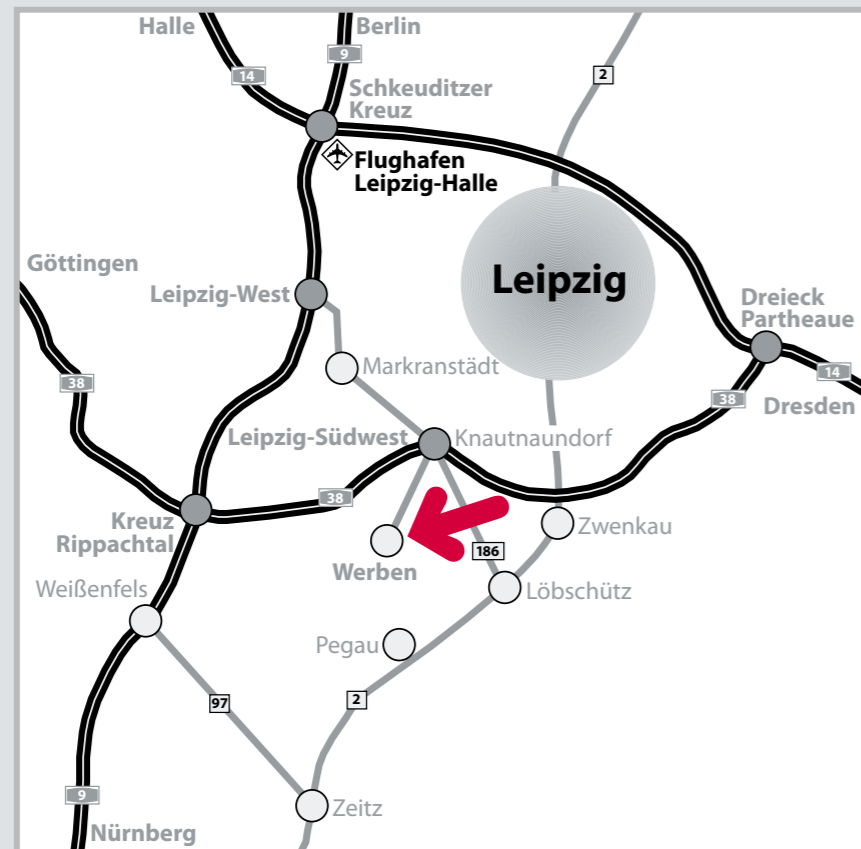 Halle
Berlin
9
14
2
Schkeuditzer
Kreuz
Flughafen
Leipzig-Halle
Göttingen
Leipzig
Leipzig-West
Dreieck
Partheaue
Markranstädt
14
38
38
Dresden
Leipzig-Südwest
Knautnaundorf
38
Kreuz
Rippachtal
Zwenkau
186
Werben
Weißenfels
Löbschütz
Pegau
97
2
9
Zeitz
Nürnberg